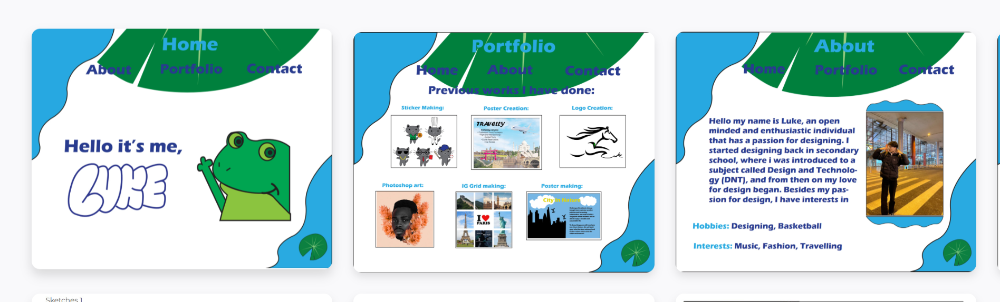 Home
About Portfolio Contact
Hello it's me,
LUKE
Portfolio
Home About Contact
Previous works I have done:
Sticker Making: Poster Creation: Logo Creation:
TRAVELLY
Company services
Luke
Photoshop art: IG Grid making: Poster making:
I ♥
PARIS
City In Nature
About
Home Portfolio Contact
Hello my name is Luke, an open
minded and enthusiastic individual
that has a passion for designing. I
started designing back in secondary
school, where i was introduced to a
subject called Design and Technolo-
gy (DNT), and from then on my love
for design began. Besides my pas-
sion for design, I have interests in
Hobbies: Designing, Basketball
Interests: Music, Fashion, Travelling
Sketches 1